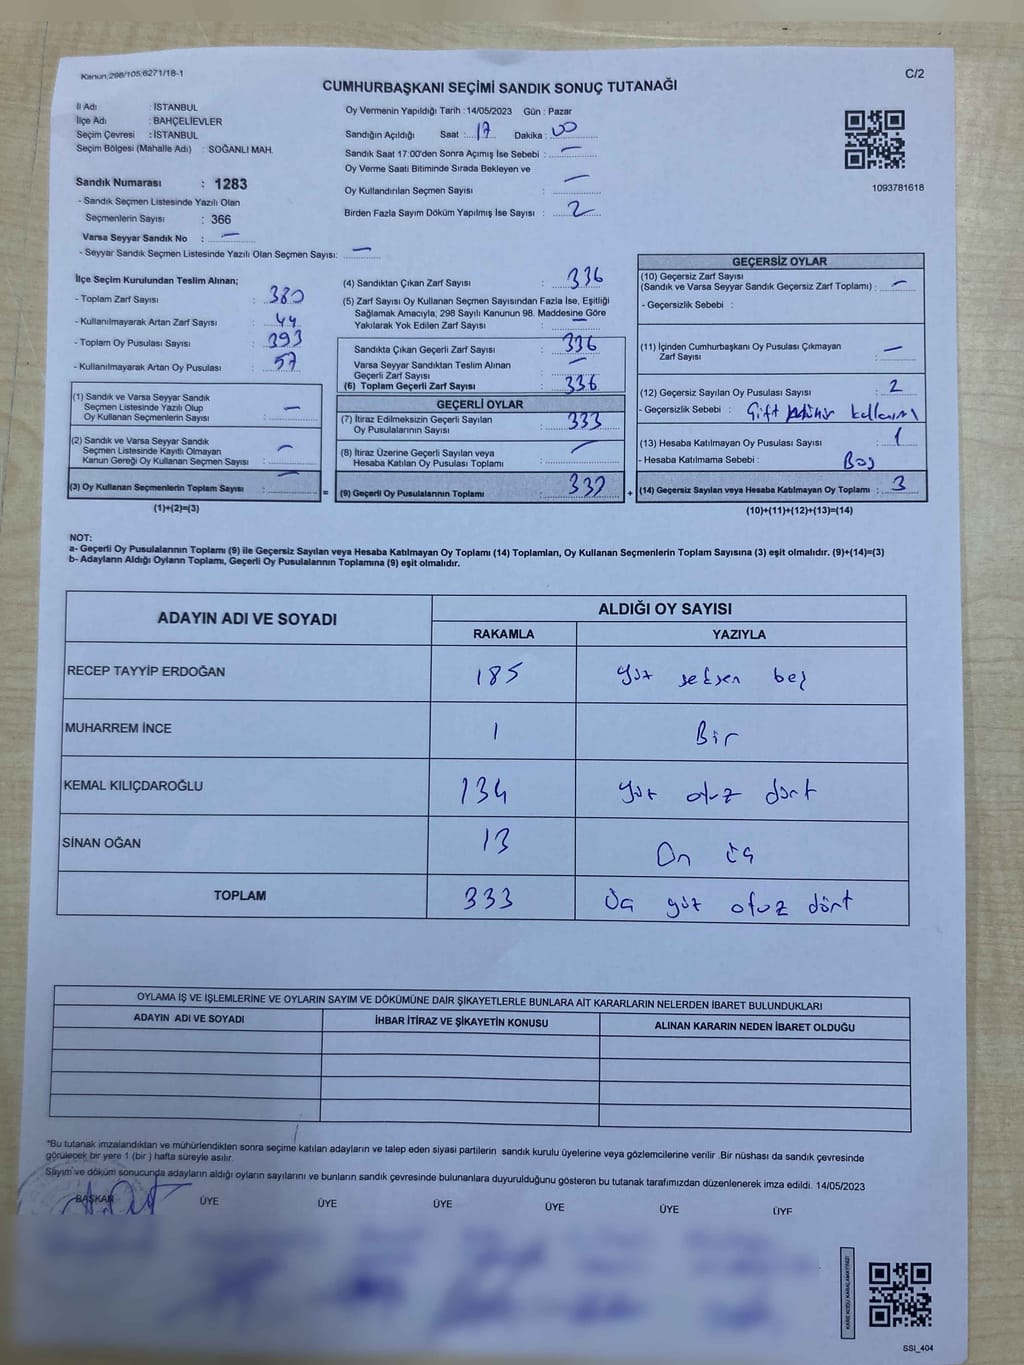 Kanun:298/105,6271/18-1
C/2
CUMHURBAŞKANI SEÇİMİ SANDIK SONUÇ TUTANAĞI
İl Adı : İSTANBUL
İlçe Adı : BAHÇELİEVLER
Seçim Çevresi : İSTANBUL
Seçim Bölgesi (Mahalle Adı) : SOĞANLI MAH.
Sandık Numarası : 1283
- Sandık Seçmen Listesinde Yazılı Olan
Seçmenlerin Sayısı : 366
Varsa Seyyar Sandık No : —
- Seyyar Sandık Seçmen Listesinde Yazılı Olan Seçmen Sayısı: —
Oy Vermenin Yapıldığı Tarih : 14/05/2023 Gün : Pazar
Sandığın Açıldığı Saat : 17 Dakika : 00
Sandık Saat 17:00'den Sonra Açımış İse Sebebi : —
Oy Verme Saati Bitiminde Sırada Bekleyen ve
Oy Kullandırılan Seçmen Sayısı : —
Birden Fazla Sayım Döküm Yapılmış İse Sayısı : 2
1093781618
İlçe Seçim Kurulundan Teslim Alınan;
- Toplam Zarf Sayısı : 380
- Kullanılmayarak Artan Zarf Sayısı : 44
- Toplam Oy Pusulası Sayısı : 393
- Kullanılmayarak Artan Oy Pusulası : 57
(1) Sandık ve Varsa Seyyar Sandık
Seçmen Listesinde Yazılı Olup
Oy Kullanan Seçmenlerin Sayısı : —
(2) Sandık ve Varsa Seyyar Sandık
Seçmen Listesinde Kayıtlı Olmayan
Kanun Gereği Oy Kullanan Seçmen Sayısı : —
(3) Oy Kullanan Seçmenlerin Toplam Sayısı : —
(1)+(2)=(3)
(4) Sandıktan Çıkan Zarf Sayısı : 336
(5) Zarf Sayısı Oy Kullanan Seçmen Sayısından Fazla İse, Eşitliği
Sağlamak Amacıyla; 298 Sayılı Kanunun 98. Maddesine Göre
Yakılarak Yok Edilen Zarf Sayısı : —
Sandıkta Çıkan Geçerli Zarf Sayısı : 336
Varsa Seyyar Sandıktan Teslim Alınan
Geçerli Zarf Sayısı : —
(6) Toplam Geçerli Zarf Sayısı : 336
GEÇERLİ OYLAR
(7) İtiraz Edilmeksizin Geçerli Sayılan
Oy Pusulalarının Sayısı : 333
(8) İtiraz Üzerine Geçerli Sayılan veya
Hesaba Katılan Oy Pusulası Toplamı : —
= (9) Geçerli Oy Pusulalarının Toplamı : 333 +
GEÇERSİZ OYLAR
(10) Geçersiz Zarf Sayısı
(Sandık ve Varsa Seyyar Sandık Geçersiz Zarf Toplamı) : —
- Geçersizlik Sebebi :
(11) İçinden Cumhurbaşkanı Oy Pusulası Çıkmayan
Zarf Sayısı : —
(12) Geçersiz Sayılan Oy Pusulası Sayısı : 2
- Geçersizlik Sebebi : Çift kullanım
(13) Hesaba Katılmayan Oy Pusulası Sayısı : 1
- Hesaba Katılmama Sebebi : Boş
(14) Geçersiz Sayılan veya Hesaba Katılmayan Oy Toplamı : 3
(10)+(11)+(12)+(13)=(14)
NOT:
a- Geçerli Oy Pusulalarının Toplamı (9) ile Geçersiz Sayılan veya Hesaba Katılmayan Oy Toplamı (14) Toplamları, Oy Kullanan Seçmenlerin Toplam Sayısına (3) eşit olmalıdır. (9)+(14)=(3)
b- Adayların Aldığı Oyların Toplamı, Geçerli Oy Pusulalarının Toplamına (9) eşit olmalıdır.
ADAYIN ADI VE SOYADI
ALDIĞI OY SAYISI
RAKAMLA YAZIYLA
RECEP TAYYİP ERDOĞAN 185 yüz seksen beş
MUHARREM İNCE 1 Bir
KEMAL KILIÇDAROĞLU 134 yüz otuz dört
SİNAN OĞAN 13 On üç
TOPLAM 333 Üç yüz otuz dört
OYLAMA İŞ VE İŞLEMLERİNE VE OYLARIN SAYIM VE DÖKÜMÜNE DAİR ŞİKAYETLERLE BUNLARA AİT KARARLARIN NELERDEN İBARET BULUNDUKLARI
ADAYIN ADI VE SOYADI İHBAR İTİRAZ VE ŞİKAYETİN KONUSU ALINAN KARARIN NEDEN İBARET OLDUĞU
*Bu tutanak imzalandıktan ve mühürlendikten sonra seçime katılan adayların ve talep eden siyasi partilerin sandık kurulu üyelerine veya gözlemcilerine verilir .Bir nüshası da sandık çevresinde
görülecek bir yere 1 (bir ) hafta süreyle asılır.
Sayım ve döküm sonucunda adayların aldığı oyların sayılarını ve bunların sandık çevresinde bulunanlara duyurulduğunu gösteren bu tutanak tarafımızdan düzenlenerek imza edildi. 14/05/2023
BAŞKAN ÜYE ÜYE ÜYE ÜYE ÜYE ÜYE
KARE KODU KARALAMAYINIZ!
SSI_404